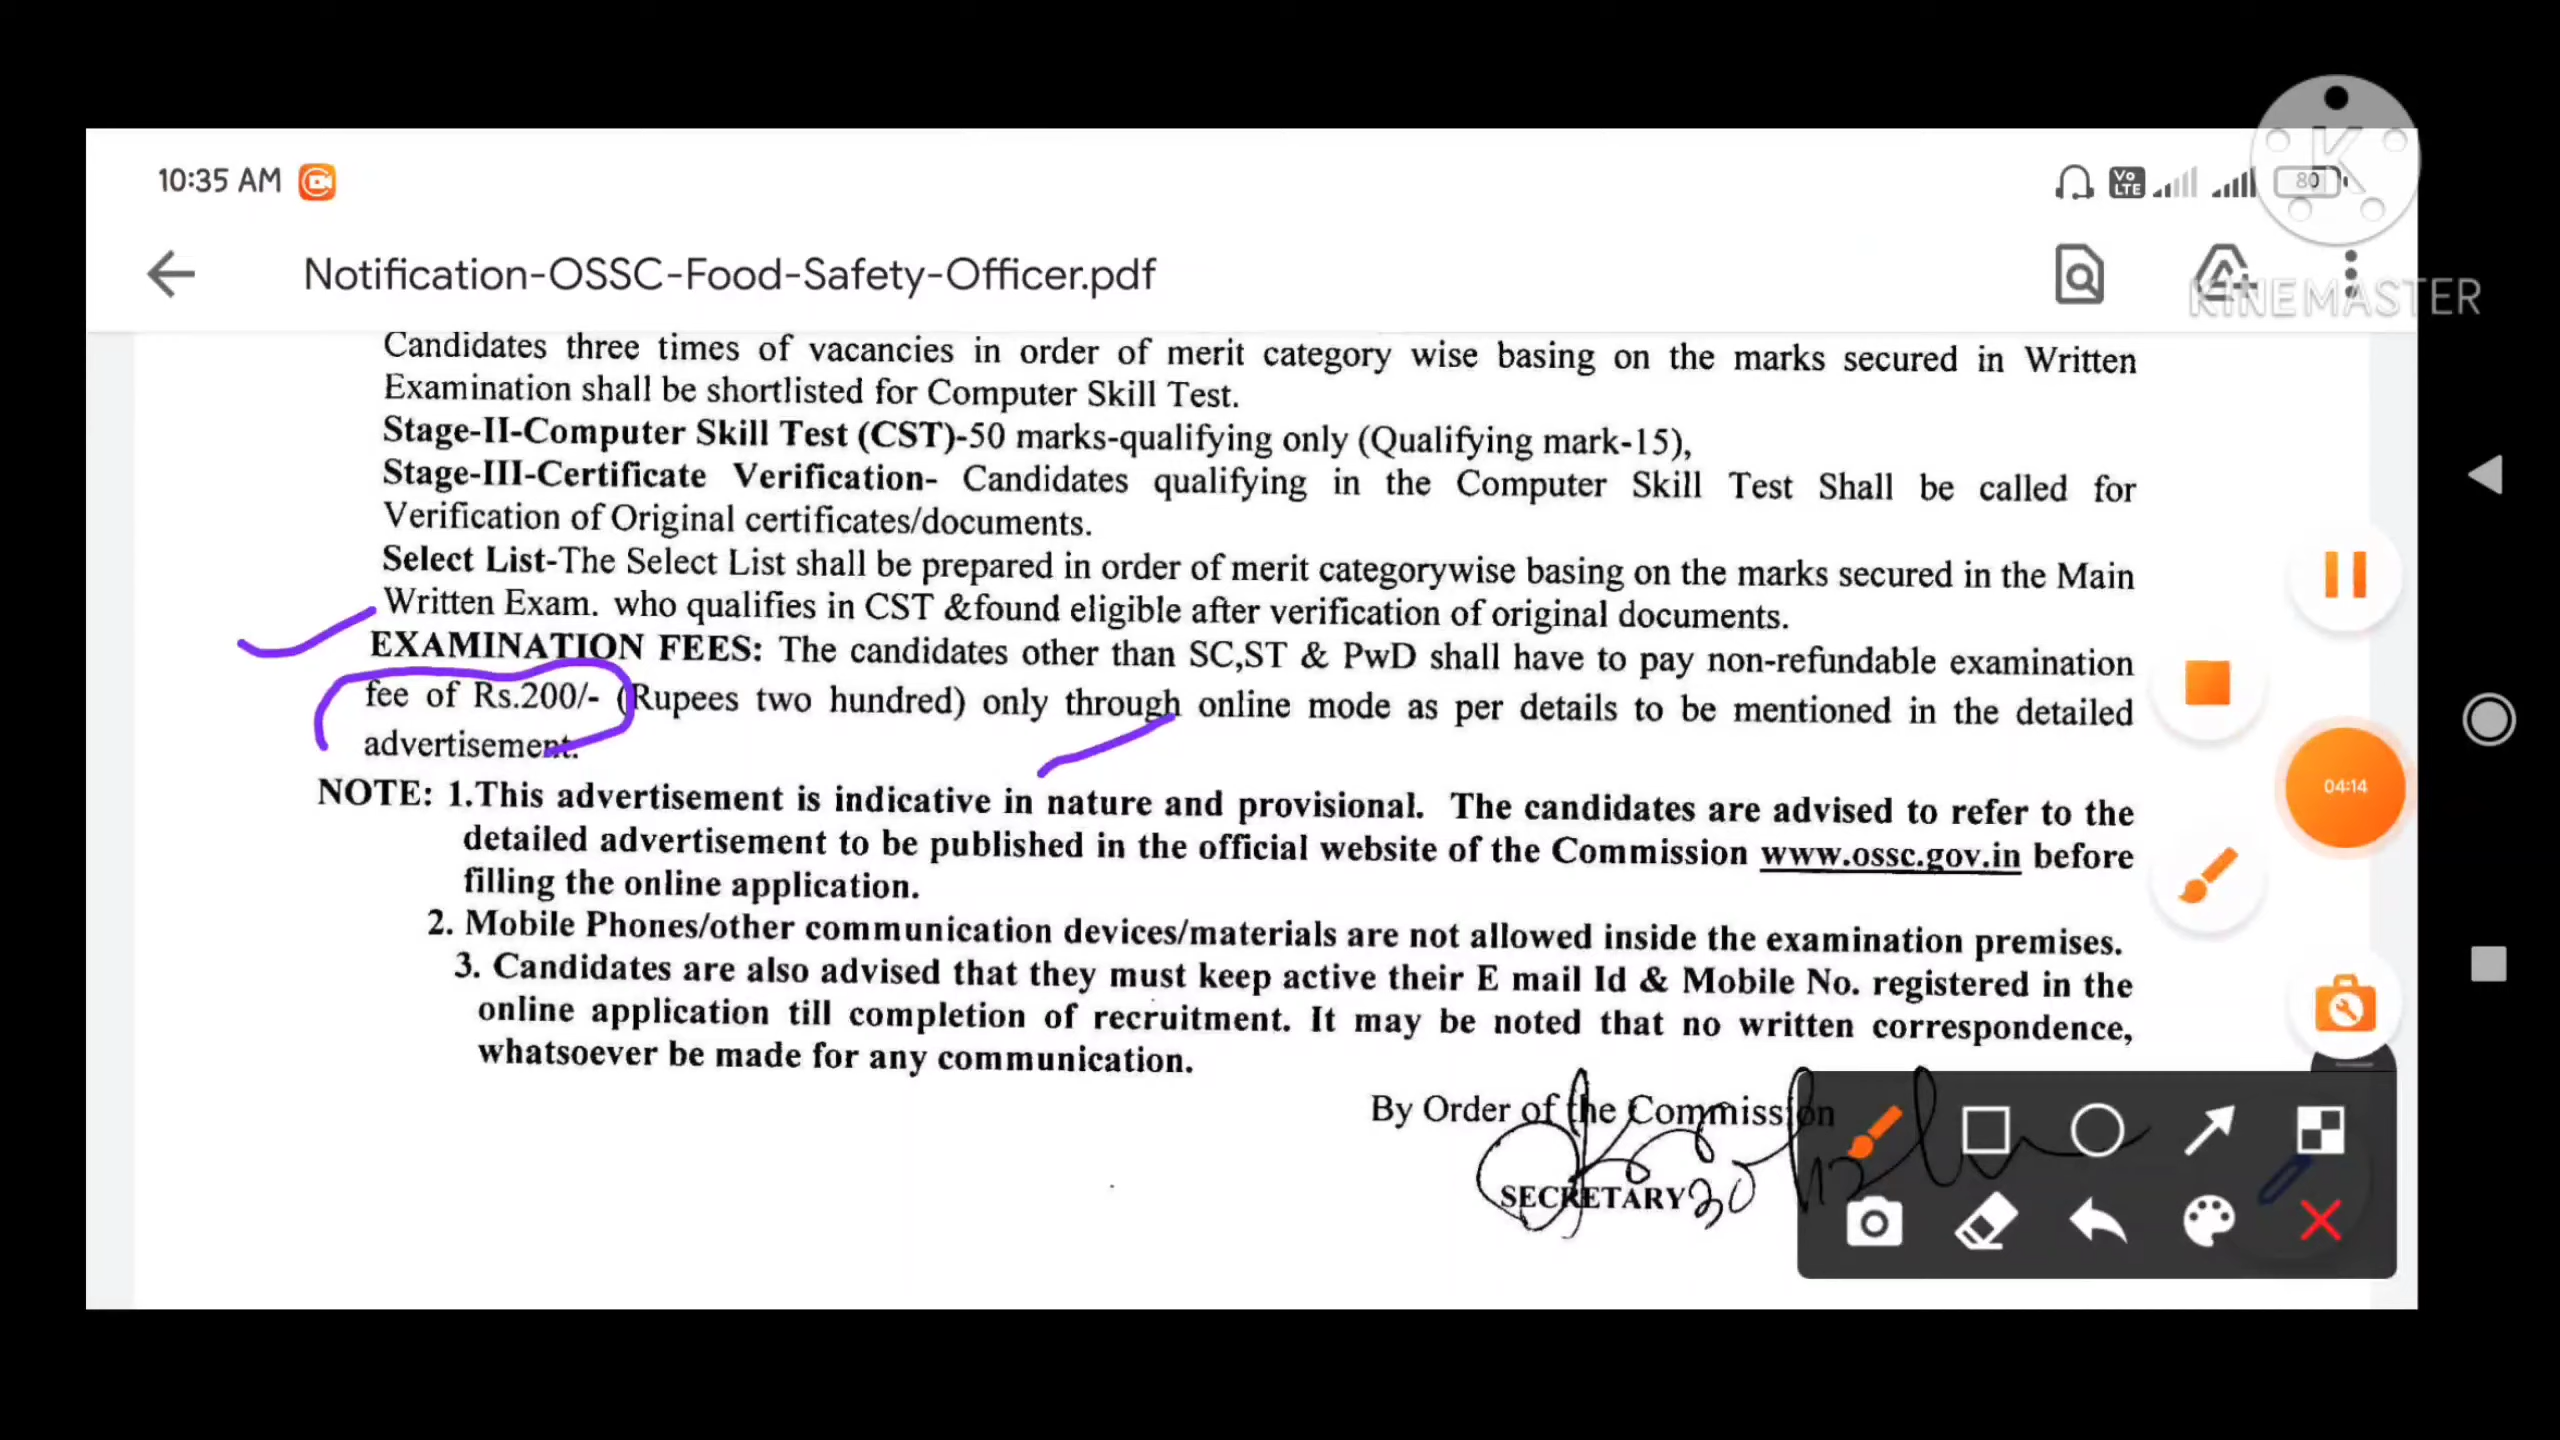 10:35 AM
Vo LTE
80
K
Notification-OSSC-Food-Safety-Officer.pdf
KINEMASTER
Candidates three times of vacancies in order of merit category wise basing on the marks secured in Written
Examination shall be shortlisted for Computer Skill Test.
Stage-II-Computer Skill Test (CST)-50 marks-qualifying only (Qualifying mark-15),
Stage-III-Certificate Verification- Candidates qualifying in the Computer Skill Test Shall be called for
Verification of Original certificates/documents.
Select List-The Select List shall be prepared in order of merit categorywise basing on the marks secured in the Main
Written Exam. who qualifies in CST &found eligible after verification of original documents.
EXAMINATION FEES: The candidates other than SC,ST & PwD shall have to pay non-refundable examination
fee of Rs.200/- (Rupees two hundred) only through online mode as per details to be mentioned in the detailed
advertisement.
04:14
NOTE: 1.This advertisement is indicative in nature and provisional. The candidates are advised to refer to the
detailed advertisement to be published in the official website of the Commission www.ossc.gov.in before
filling the online application.
2. Mobile Phones/other communication devices/materials are not allowed inside the examination premises.
3. Candidates are also advised that they must keep active their E mail Id & Mobile No. registered in the
online application till completion of recruitment. It may be noted that no written correspondence,
whatsoever be made for any communication.
By Order of the Commission
SECRETARY